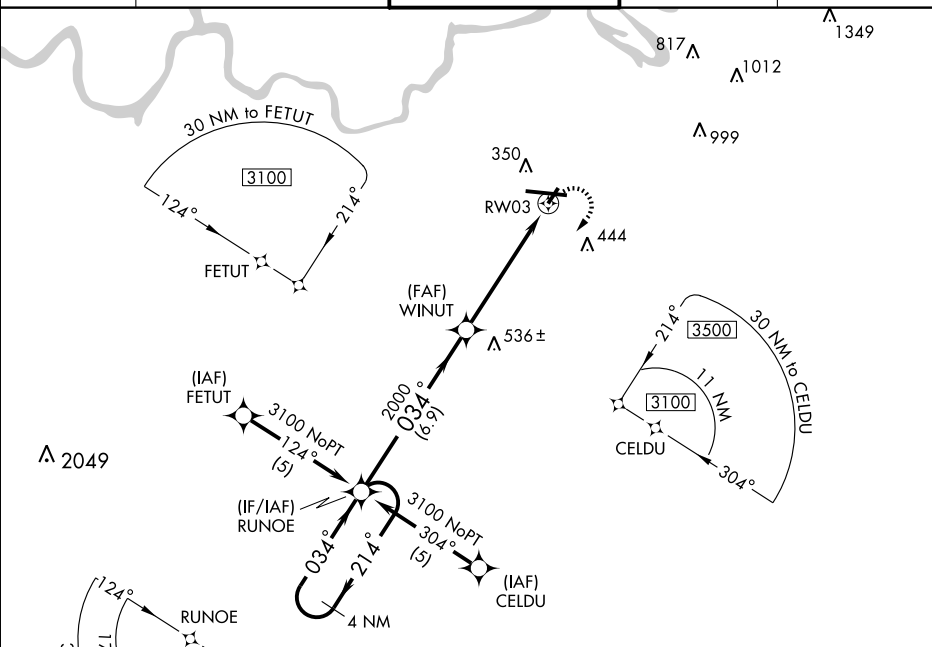 1349
817
1012
999
30 NM to FETUT
3100
124°
214°
FETUT
350
RW03
444
(FAF)
WINUT
536 ±
2000
034°
(6.9)
214°
3500
30 NM to CELDU
11 NM
3100
CELDU
304°
(IAF)
FETUT
3100 NoPT
124°
(5)
2049
(IF/IAF)
RUNOE
3100 NoPT
304°
(5)
(IAF)
CELDU
034°
214°
4 NM
124°
RUNOE